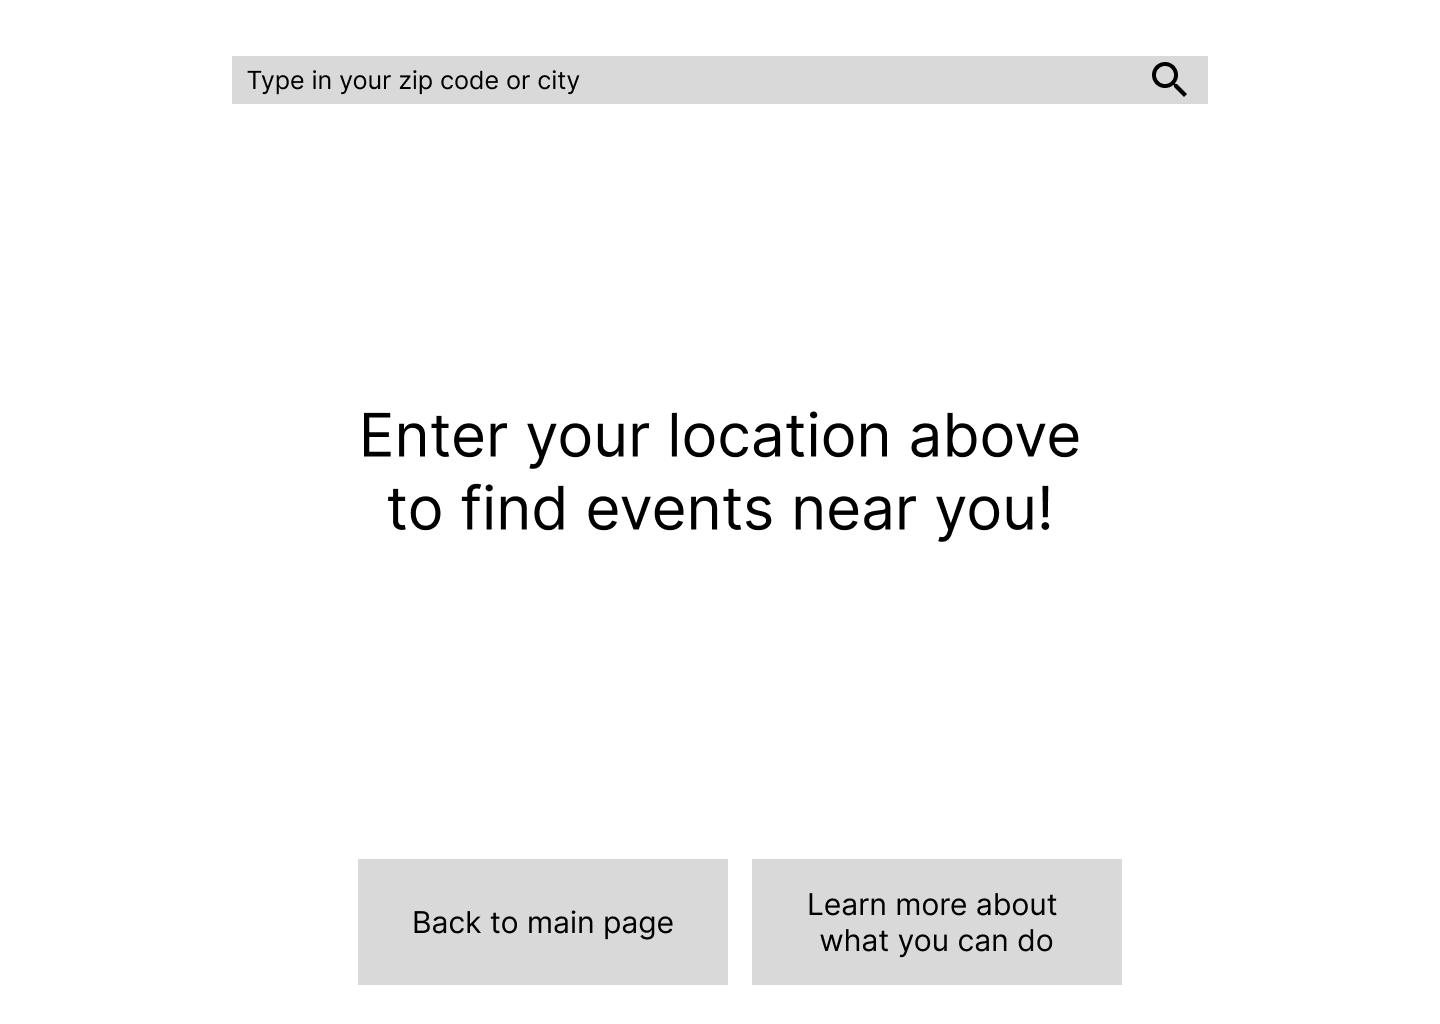 Type in your zip code or city
Enter your location above
to find events near you!
Back to main page
Learn more about
what you can do